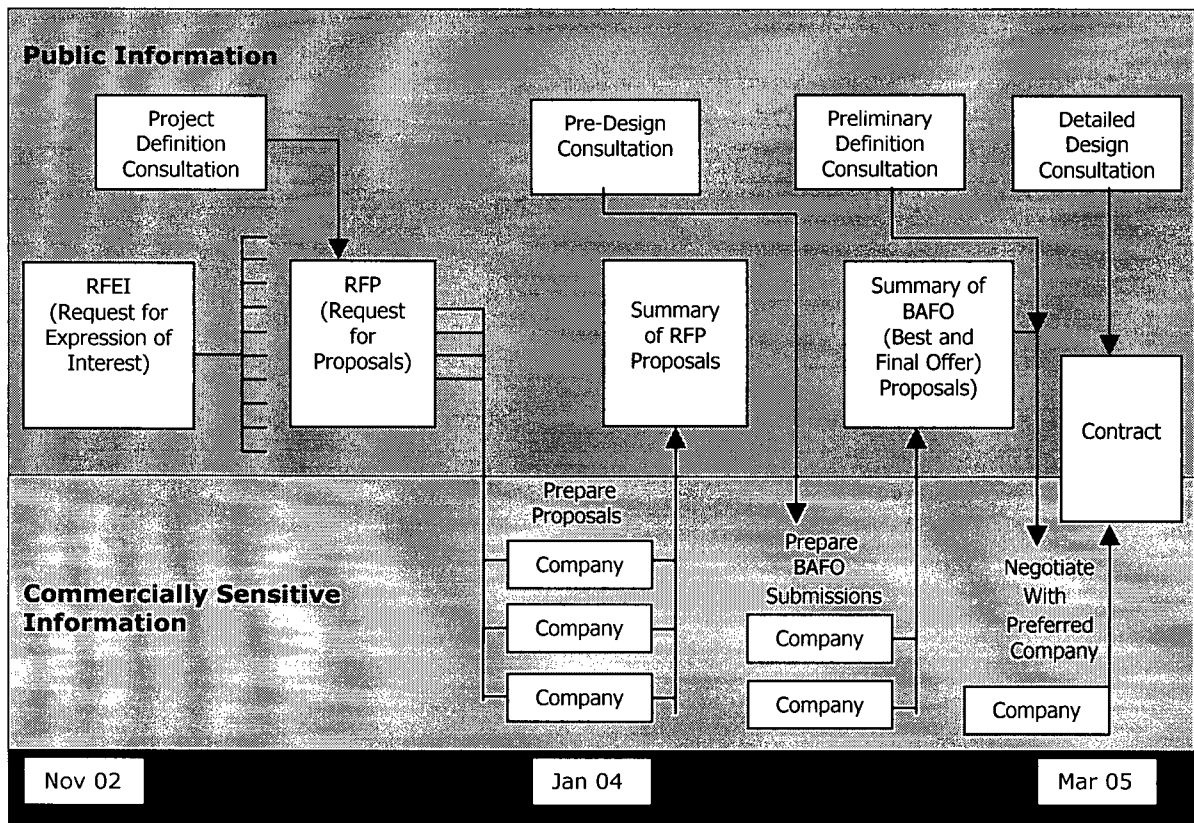 Public Information
Project
Definition
Consultation
Pre-Design
Consultation
Preliminary
Definition
Consultation
Detailed
Design
Consultation
RFEI
(Request for
Expression of
Interest)
RFP
(Request
for
Proposals)
Summary
of RFP
Proposals
Summary of
BAFO
(Best and
Final Offer)
Proposals)
Contract
Commercially Sensitive
Information
Prepare
Proposals
Company
Company
Company
Prepare
BAFO
Submissions
Company
Company
Negotiate
With
Preferred
Company
Company
Nov 02
Jan 04
Mar 05